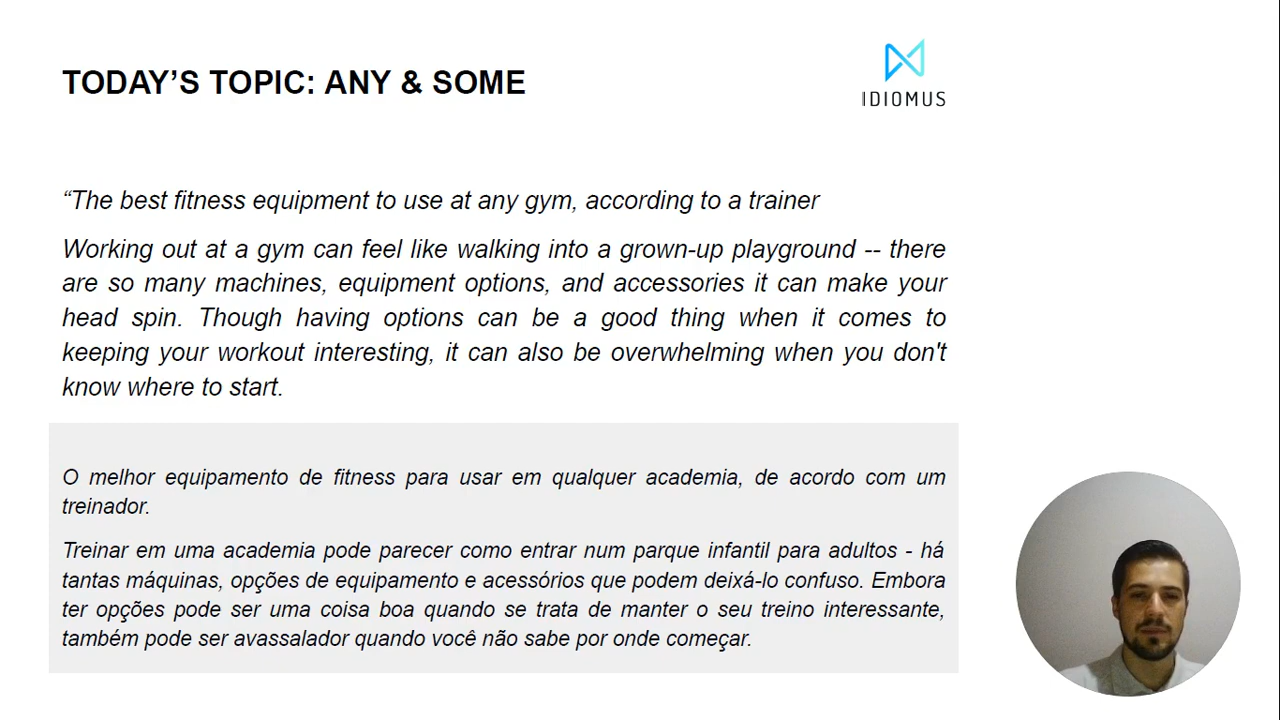 TODAY’S TOPIC: ANY & SOME
IDIOMUS
“The best fitness equipment to use at any gym, according to a trainer
Working out at a gym can feel like walking into a grown-up playground -- there
are so many machines, equipment options, and accessories it can make your
head spin. Though having options can be a good thing when it comes to
keeping your workout interesting, it can also be overwhelming when you don't
know where to start.
O melhor equipamento de fitness para usar em qualquer academia, de acordo com um
treinador.
Treinar em uma academia pode parecer como entrar num parque infantil para adultos - há
tantas máquinas, opções de equipamento e acessórios que podem deixá-lo confuso. Embora
ter opções pode ser uma coisa boa quando se trata de manter o seu treino interessante,
também pode ser avassalador quando você não sabe por onde começar.